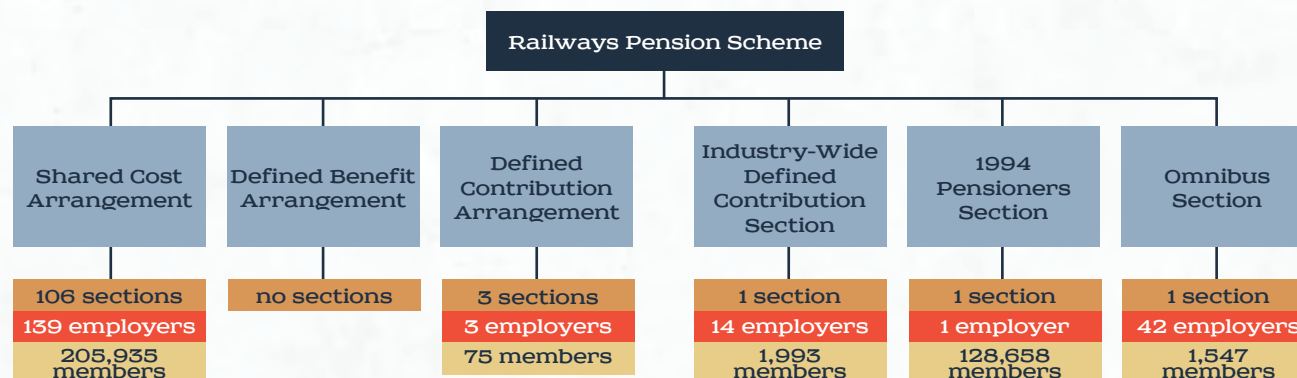 Railways Pension Scheme
Shared Cost
Arrangement
Defined Benefit
Arrangement
Defined
Contribution
Arrangement
Industry-Wide
Defined
Contribution
Section
1994
Pensioners
Section
Omnibus
Section
106 sections
139 employers
205,935
members
no sections
3 sections
3 employers
75 members
1 section
14 employers
1,993
members
1 section
1 employer
128,658
members
1 section
42 employers
1,547
members